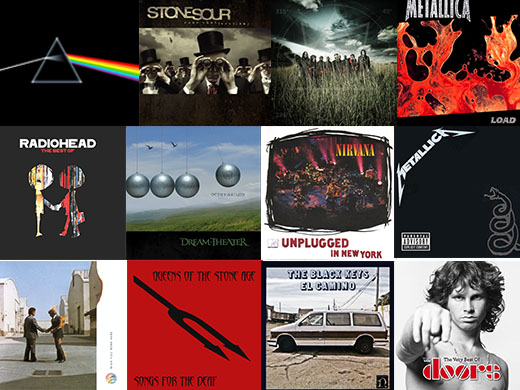 STONESOUR
METALLICA
LOAD
RADIOHEAD
THE BEST OF
DREAM THEATER
NIRVANA
UNPLUGGED
IN NEW YORK
METALLICA
PARENTAL
ADVISORY
EXPLICIT CONTENT
QUEENS OF THE STONE AGE
SONGS FOR THE DEAF
THE BLACK KEYS
EL CAMINO
The Very Best Of
the doors